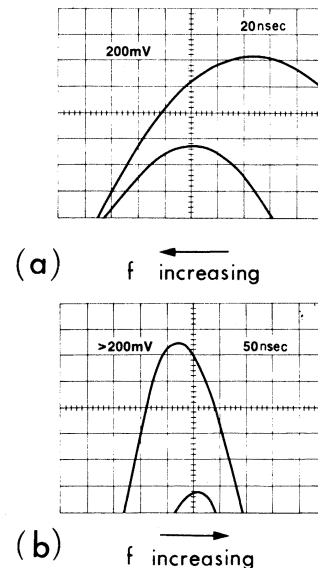 20nsec
200mV
(a)
f increasing
>200mV 50nsec
(b)
f increasing